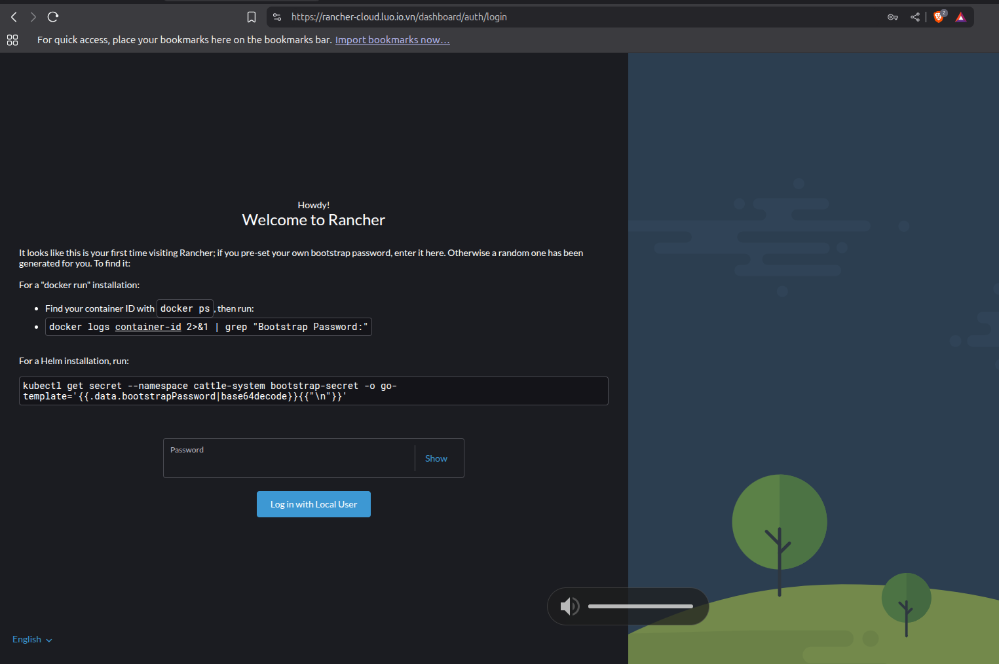 https://rancher-cloud.luo.io.vn/dashboard/auth/login
2
For quick access, place your bookmarks here on the bookmarks bar. Import bookmarks now...
Howdy!
Welcome to Rancher
It looks like this is your first time visiting Rancher; if you pre-set your own bootstrap password, enter it here. Otherwise a random one has been
generated for you. To find it:
For a "docker run" installation:
• Find your container ID with docker ps, then run:
• docker logs container-id 2>&1 | grep "Bootstrap Password:"
For a Helm installation, run:
kubectl get secret --namespace cattle-system bootstrap-secret -o go-
template='{{.data.bootstrapPassword|base64decode}}{{"\n"}}'
Password
Show
Log in with Local User
English